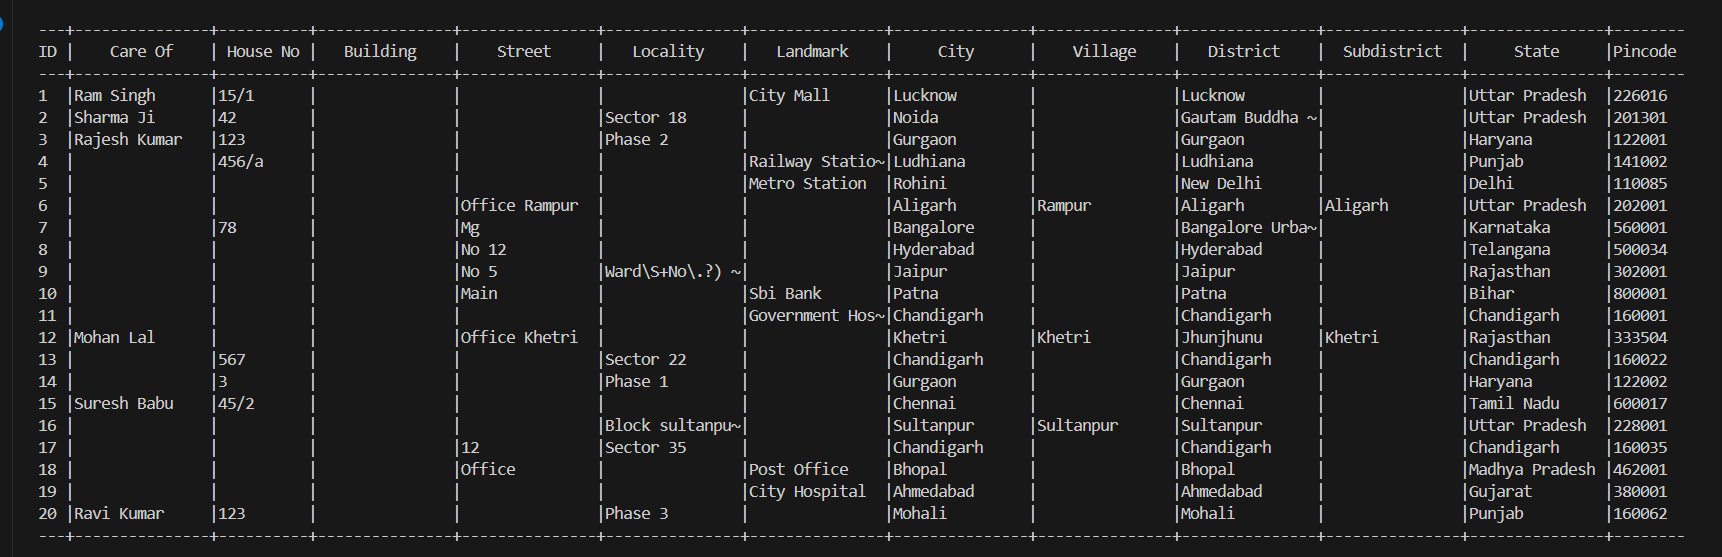 ---+---------------+----------+---------------+---------------+---------------+---------------+---------------+---------------+---------------+---------------+---------------+--------
ID |    Care Of    | House No |   Building    |    Street     |   Locality    |   Landmark    |     City      |    Village    |   District    |  Subdistrict  |     State     |Pincode
---+---------------+----------+---------------+---------------+---------------+---------------+---------------+---------------+---------------+---------------+---------------+--------
1  |Ram Singh      |15/1      |               |               |               |City Mall      |Lucknow        |               |Lucknow        |               |Uttar Pradesh  |226016
2  |Sharma Ji      |42        |               |               |Sector 18      |               |Noida          |               |Gautam Buddha ~|               |Uttar Pradesh  |201301
3  |Rajesh Kumar   |123       |               |               |Phase 2        |               |Gurgaon        |               |Gurgaon        |               |Haryana        |122001
4  |               |456/a     |               |               |               |Railway Statio~|Ludhiana       |               |Ludhiana       |               |Punjab         |141002
5  |               |          |               |               |               |Metro Station  |Rohini         |               |New Delhi      |               |Delhi          |110085
6  |               |          |               |Office Rampur  |               |               |Aligarh        |Rampur         |Aligarh        |Aligarh        |Uttar Pradesh  |202001
7  |               |78        |               |Mg             |               |               |Bangalore      |               |Bangalore Urba~|               |Karnataka      |560001
8  |               |          |               |No 12          |               |               |Hyderabad      |               |Hyderabad      |               |Telangana      |500034
9  |               |          |               |No 5           |Ward\S+No\.?) ~|               |Jaipur         |               |Jaipur         |               |Rajasthan      |302001
10 |               |          |               |Main           |               |Sbi Bank       |Patna          |               |Patna          |               |Bihar          |800001
11 |               |          |               |               |               |Government Hos~|Chandigarh     |               |Chandigarh     |               |Chandigarh     |160001
12 |Mohan Lal      |          |               |Office Khetri  |               |               |Khetri         |Khetri         |Jhunjhunu      |Khetri         |Rajasthan      |333504
13 |               |567       |               |               |Sector 22      |               |Chandigarh     |               |Chandigarh     |               |Chandigarh     |160022
14 |               |3         |               |               |Phase 1        |               |Gurgaon        |               |Gurgaon        |               |Haryana        |122002
15 |Suresh Babu    |45/2      |               |               |               |               |Chennai        |               |Chennai        |               |Tamil Nadu     |600017
16 |               |          |               |               |Block sultanpu~|               |Sultanpur      |Sultanpur      |Sultanpur      |               |Uttar Pradesh  |228001
17 |               |          |               |12             |Sector 35      |               |Chandigarh     |               |Chandigarh     |               |Chandigarh     |160035
18 |               |          |               |Office         |               |Post Office    |Bhopal         |               |Bhopal         |               |Madhya Pradesh |462001
19 |               |          |               |               |               |City Hospital  |Ahmedabad      |               |Ahmedabad      |               |Gujarat        |380001
20 |Ravi Kumar     |123       |               |               |Phase 3        |               |Mohali         |               |Mohali         |               |Punjab         |160062
---+---------------+----------+---------------+---------------+---------------+---------------+---------------+---------------+---------------+---------------+---------------+--------